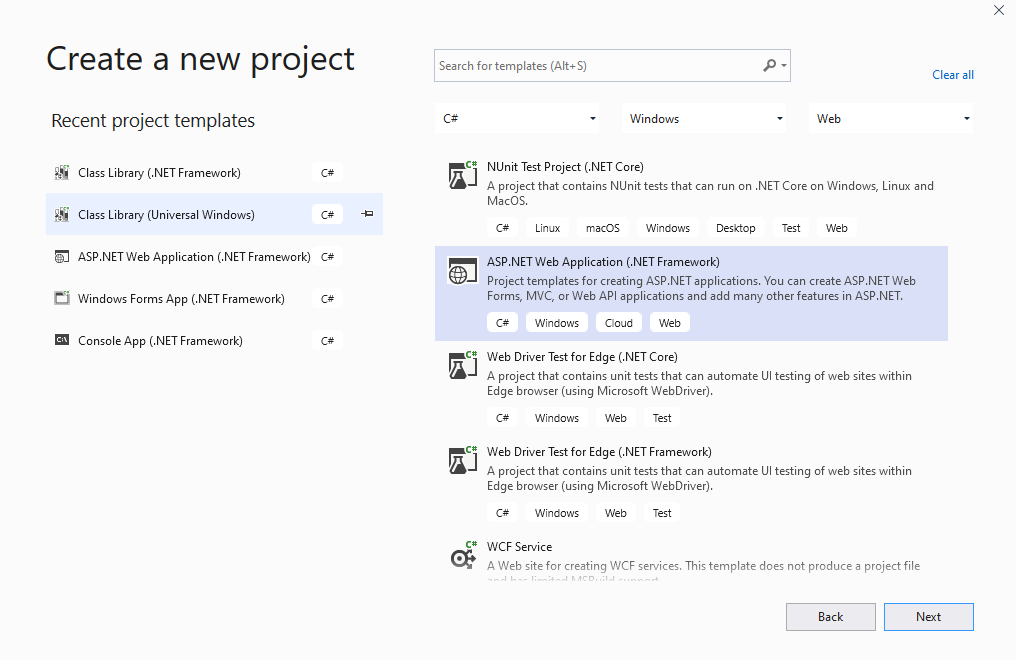 Create a new project
Search for templates (Alt+S)
Clear all
Recent project templates
C#
Windows
Web
Class Library (.NET Framework) C#
Class Library (Universal Windows) C#
ASP.NET Web Application (.NET Framework) C#
Windows Forms App (.NET Framework) C#
C:\ Console App (.NET Framework) C#
C# NUnit Test Project (.NET Core)
A project that contains NUnit tests that can run on .NET Core on Windows, Linux and
MacOS.
C# Linux macOS Windows Desktop Test Web
ASP.NET Web Application (.NET Framework)
Project templates for creating ASP.NET applications. You can create ASP.NET Web
Forms, MVC, or Web API applications and add many other features in ASP.NET.
C# Windows Cloud Web
C# Web Driver Test for Edge (.NET Core)
A project that contains unit tests that can automate UI testing of web sites within
Edge browser (using Microsoft WebDriver).
C# Windows Web Test
C# Web Driver Test for Edge (.NET Framework)
A project that contains unit tests that can automate UI testing of web sites within
Edge browser (using Microsoft WebDriver).
C# Windows Web Test
C# WCF Service
A Web site for creating WCF services. This template does not produce a project file
and has limited MSBuild support
Back
Next